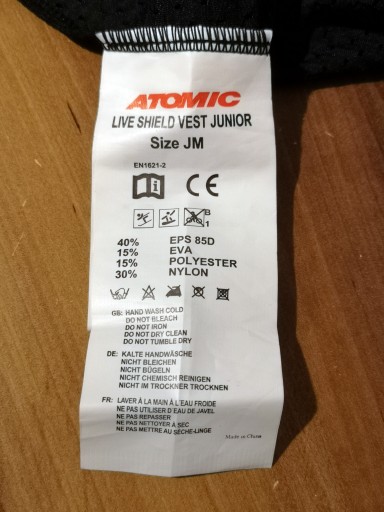 ATOMIC
LIVE SHIELD VEST JUNIOR
Size JM
EN1621-2
i CE
B
1
40% EPS 85D
15% EVA
15% POLYESTER
30% NYLON
GB: HAND WASH COLD
DO NOT BLEACH
DO NOT IRON
DO NOT DRY CLEAN
DO NOT TUMBLE DRY
DE: KALTE HANDWÄSCHE
NICHT BLEICHEN
NICHT BÜGELN
NICHT CHEMISCH REINIGEN
NICHT IM TROCKNER TROCKNEN
FR: LAVER À LA MAIN À L'EAU FROIDE
NE PAS UTILISER D'EAU DE JAVEL
NE PAS REPASSER
NE PAS NETTOYER A SEC
NE PAS METTRE AU SÈCHE-LINGE
Made in China